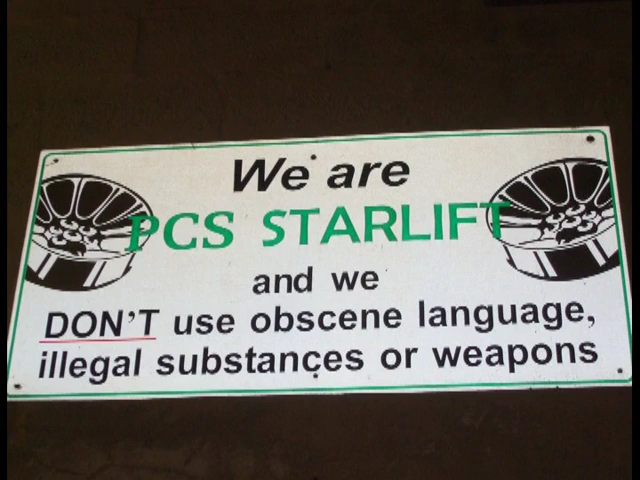 We are
PCS STARLIFT
and we
DON'T use obscene language,
illegal substances or weapons